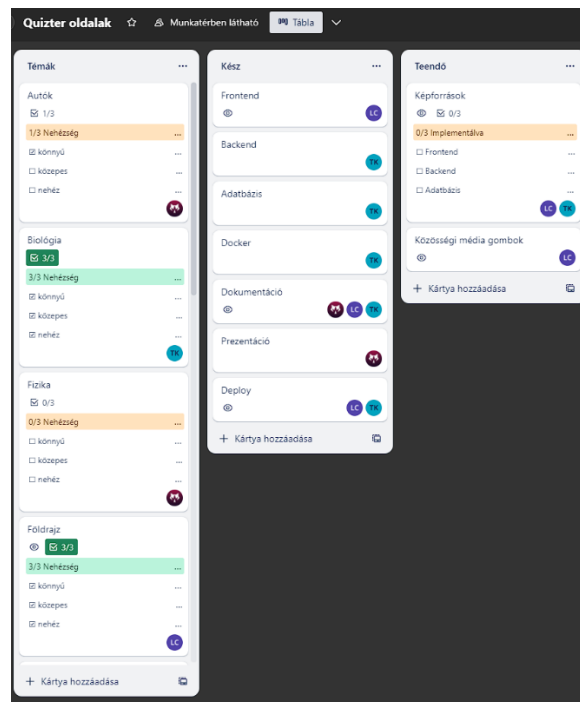 Quizter oldalak
Munkatérben látható
Tábla
Témák
...
Autók
1/3
1/3 Nehézség
...
könnyű
...
közepes
...
nehéz
...
Biológia
3/3
3/3 Nehézség
...
könnyű
...
közepes
...
nehéz
...
TK
Fizika
0/3
0/3 Nehézség
...
könnyű
...
közepes
...
nehéz
...
Földrajz
3/3
3/3 Nehézség
...
könnyű
...
közepes
...
nehéz
...
LC
+ Kártya hozzáadása
Kész
...
Frontend
LC
Backend
TK
Adatbázis
TK
Docker
TK
Dokumentáció
LC TK
Prezentáció
Deploy
LC TK
+ Kártya hozzáadása
Teendő
...
Képforrások
0/3
0/3 Implementálva
...
Frontend
...
Backend
...
Adatbázis
...
LC TK
Közösségi média gombok
LC
+ Kártya hozzáadása